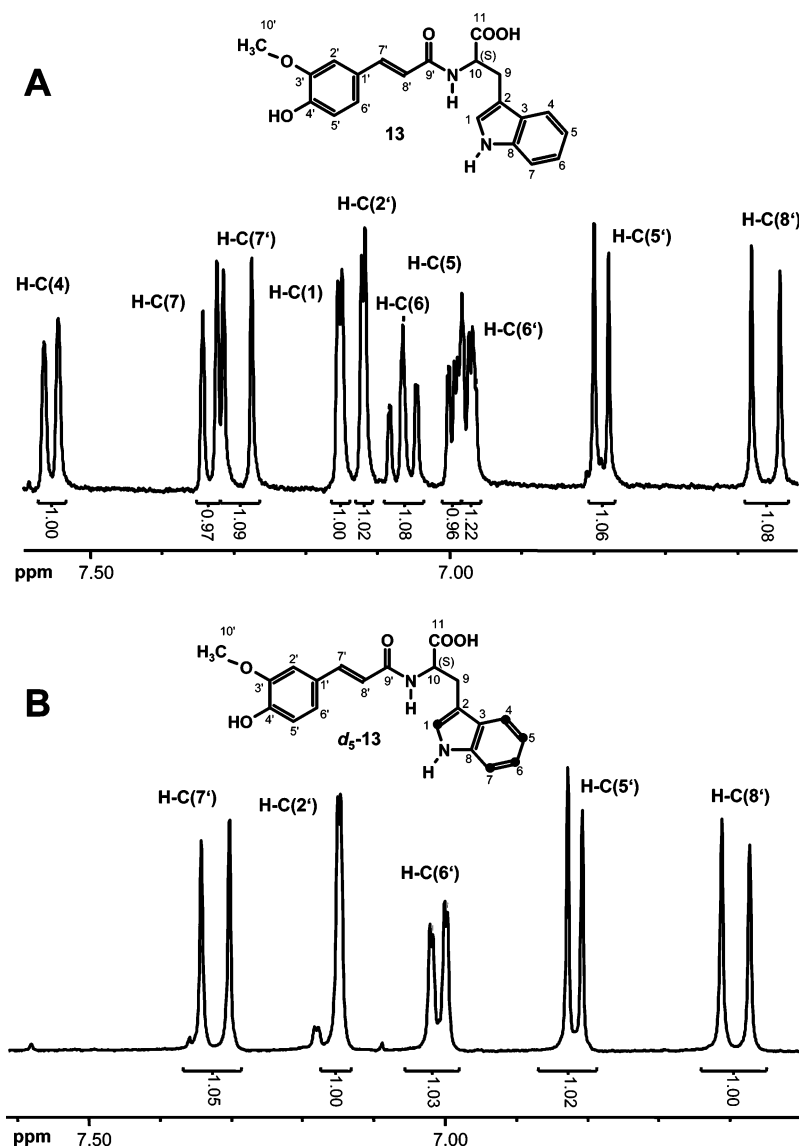 A
10'
H₃C
O
3'
2'
1'
4'
HO
5'
6'
7'
8'
O
9'
N
H
11
COOH
(S)
10
9
2
3
4
1
5
N
8
6
7
H
13
H-C(4)
H-C(7)
H-C(7‘)
H-C(1)
H-C(2‘)
H-C(6)
H-C(5)
H-C(6‘)
H-C(5‘)
H-C(8‘)
1.00
0.97
1.09
1.00
1.02
1.08
0.96
1.22
1.06
1.08
ppm 7.50 7.00
B
10'
H₃C
O
3'
2'
1'
4'
HO
5'
6'
7'
8'
O
9'
N
H
11
COOH
(S)
10
9
2
3
4
1
5
N
8
6
7
H
d₅-13
H-C(7‘)
H-C(2‘)
H-C(6‘)
H-C(5‘)
H-C(8‘)
1.05
1.00
1.03
1.02
1.00
ppm 7.50 7.00